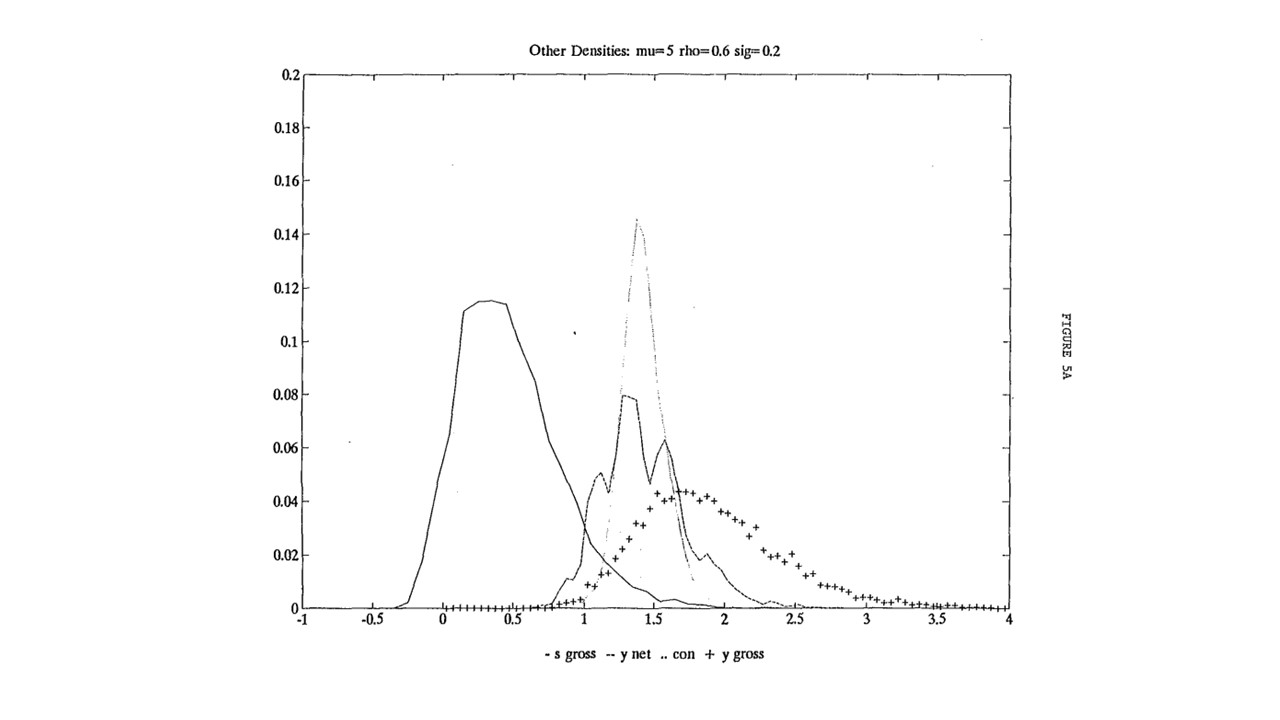 Other Densities: mu=5 rho=0.6 sig=0.2
0.2
0.18
0.16
0.14
0.12
0.1
0.08
0.06
0.04
0.02
0
-1 -0.5 0 0.5 1 1.5 2 2.5 3 3.5 4
- s gross -- y net .. con + y gross
FIGURE 5A